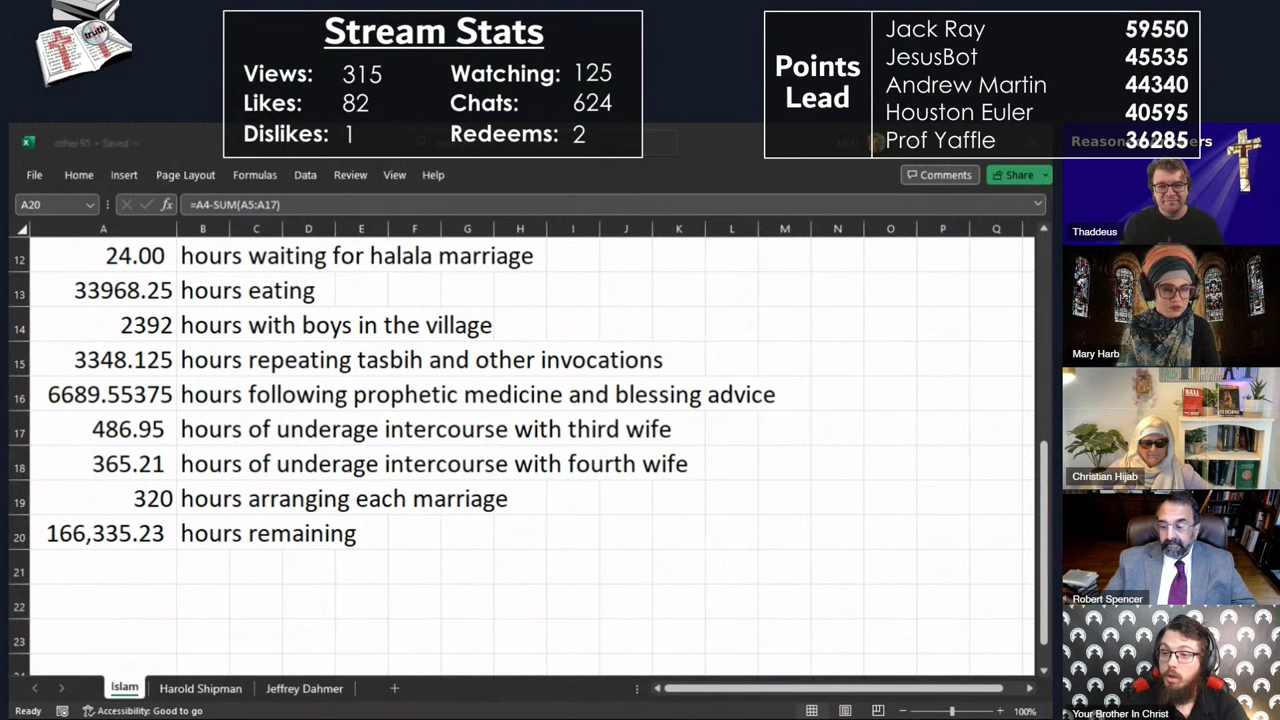 truth
Stream Stats
Views: 315 Watching: 125
Likes: 82 Chats: 624
Dislikes: 1 Redeems: 2
Points Lead
Jack Ray 59550
JesusBot 45535
Andrew Martin 44340
Houston Euler 40595
Prof Yaffle 36285
Saved
File Home Insert Page Layout Formulas Data Review View Help Comments Share
A20 fx =A4-SUM(A5:A17)
A B C D E F G H I J K L M N O P Q
12 24.00 hours waiting for halala marriage
13 33968.25 hours eating
14 2392 hours with boys in the village
15 3348.125 hours repeating tasbih and other invocations
16 6689.55375 hours following prophetic medicine and blessing advice
17 486.95 hours of underage intercourse with third wife
18 365.21 hours of underage intercourse with fourth wife
19 320 hours arranging each marriage
20 166,335.23 hours remaining
21
22
23
Islam Harold Shipman Jeffrey Dahmer
Ready Accessibility: Good to go 100%
Thaddeus
Mary Harb
Christian Hijab
Robert Spencer
Your Brother In Christ